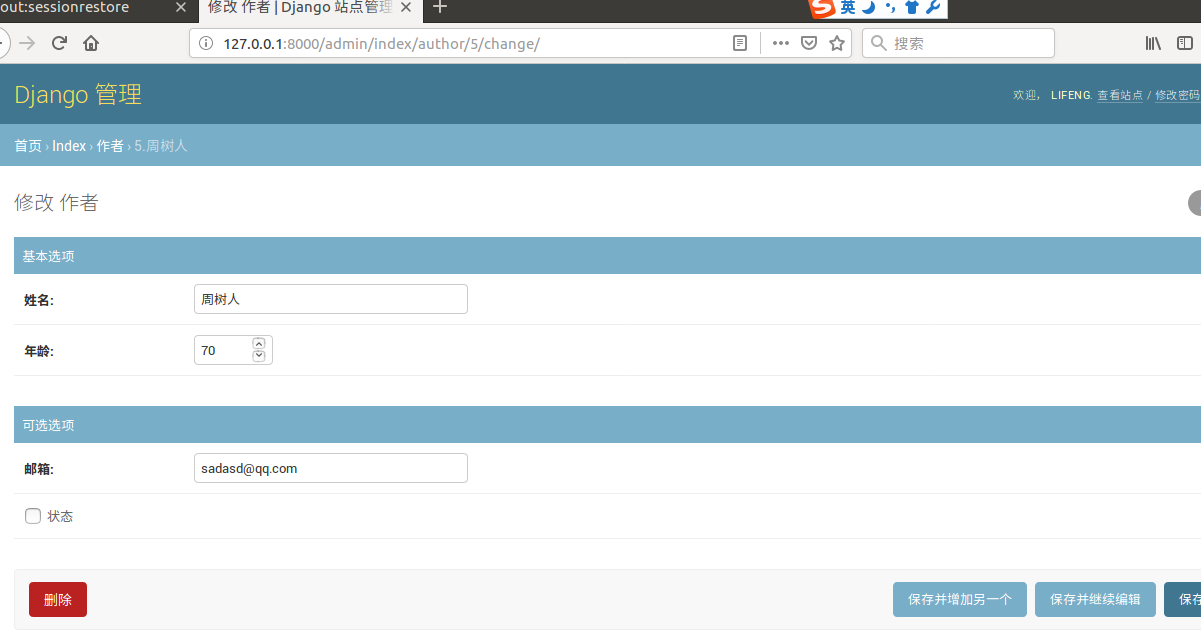 out:sessionrestore
修改 作者 | Django 站点管理
英
127.0.0.1:8000/admin/index/author/5/change/
搜索
Django 管理
欢迎， LIFENG. 查看站点 / 修改密码
首页 › Index › 作者 › 5.周树人
修改 作者
基本选项
姓名: 周树人
年龄: 70
可选选项
邮箱: sadasd@qq.com
状态
删除 保存并增加另一个 保存并继续编辑 保存